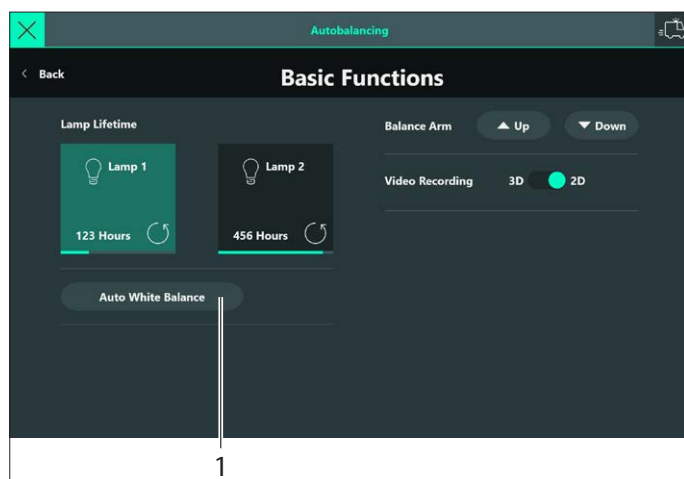 Autobalancing
Back
Basic Functions
Lamp Lifetime
Lamp 1
123 Hours
Lamp 2
456 Hours
Auto White Balance
Balance Arm Up Down
Video Recording 3D 2D
1